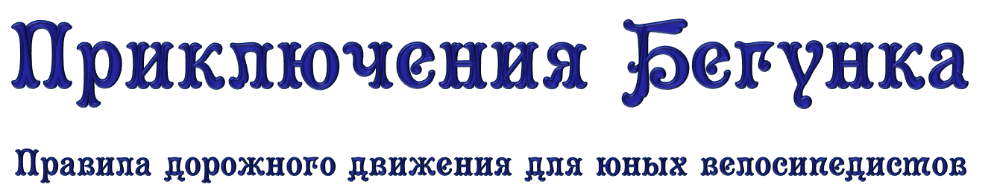 Приключения Бегунка
Правила дорожного движения для юных велосипедистов